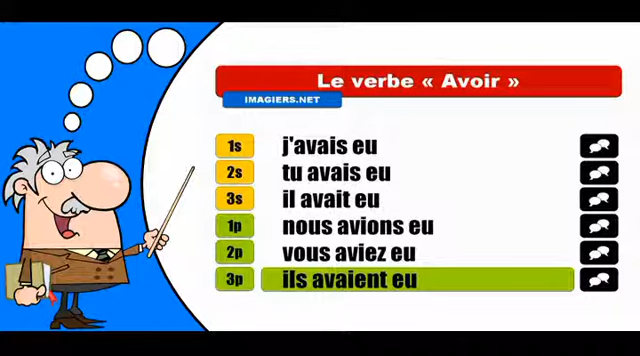 Le verbe « Avoir »
IMAGIERS.NET
1s j'avais eu
2s tu avais eu
3s il avait eu
1p nous avions eu
2p vous aviez eu
3p ils avaient eu